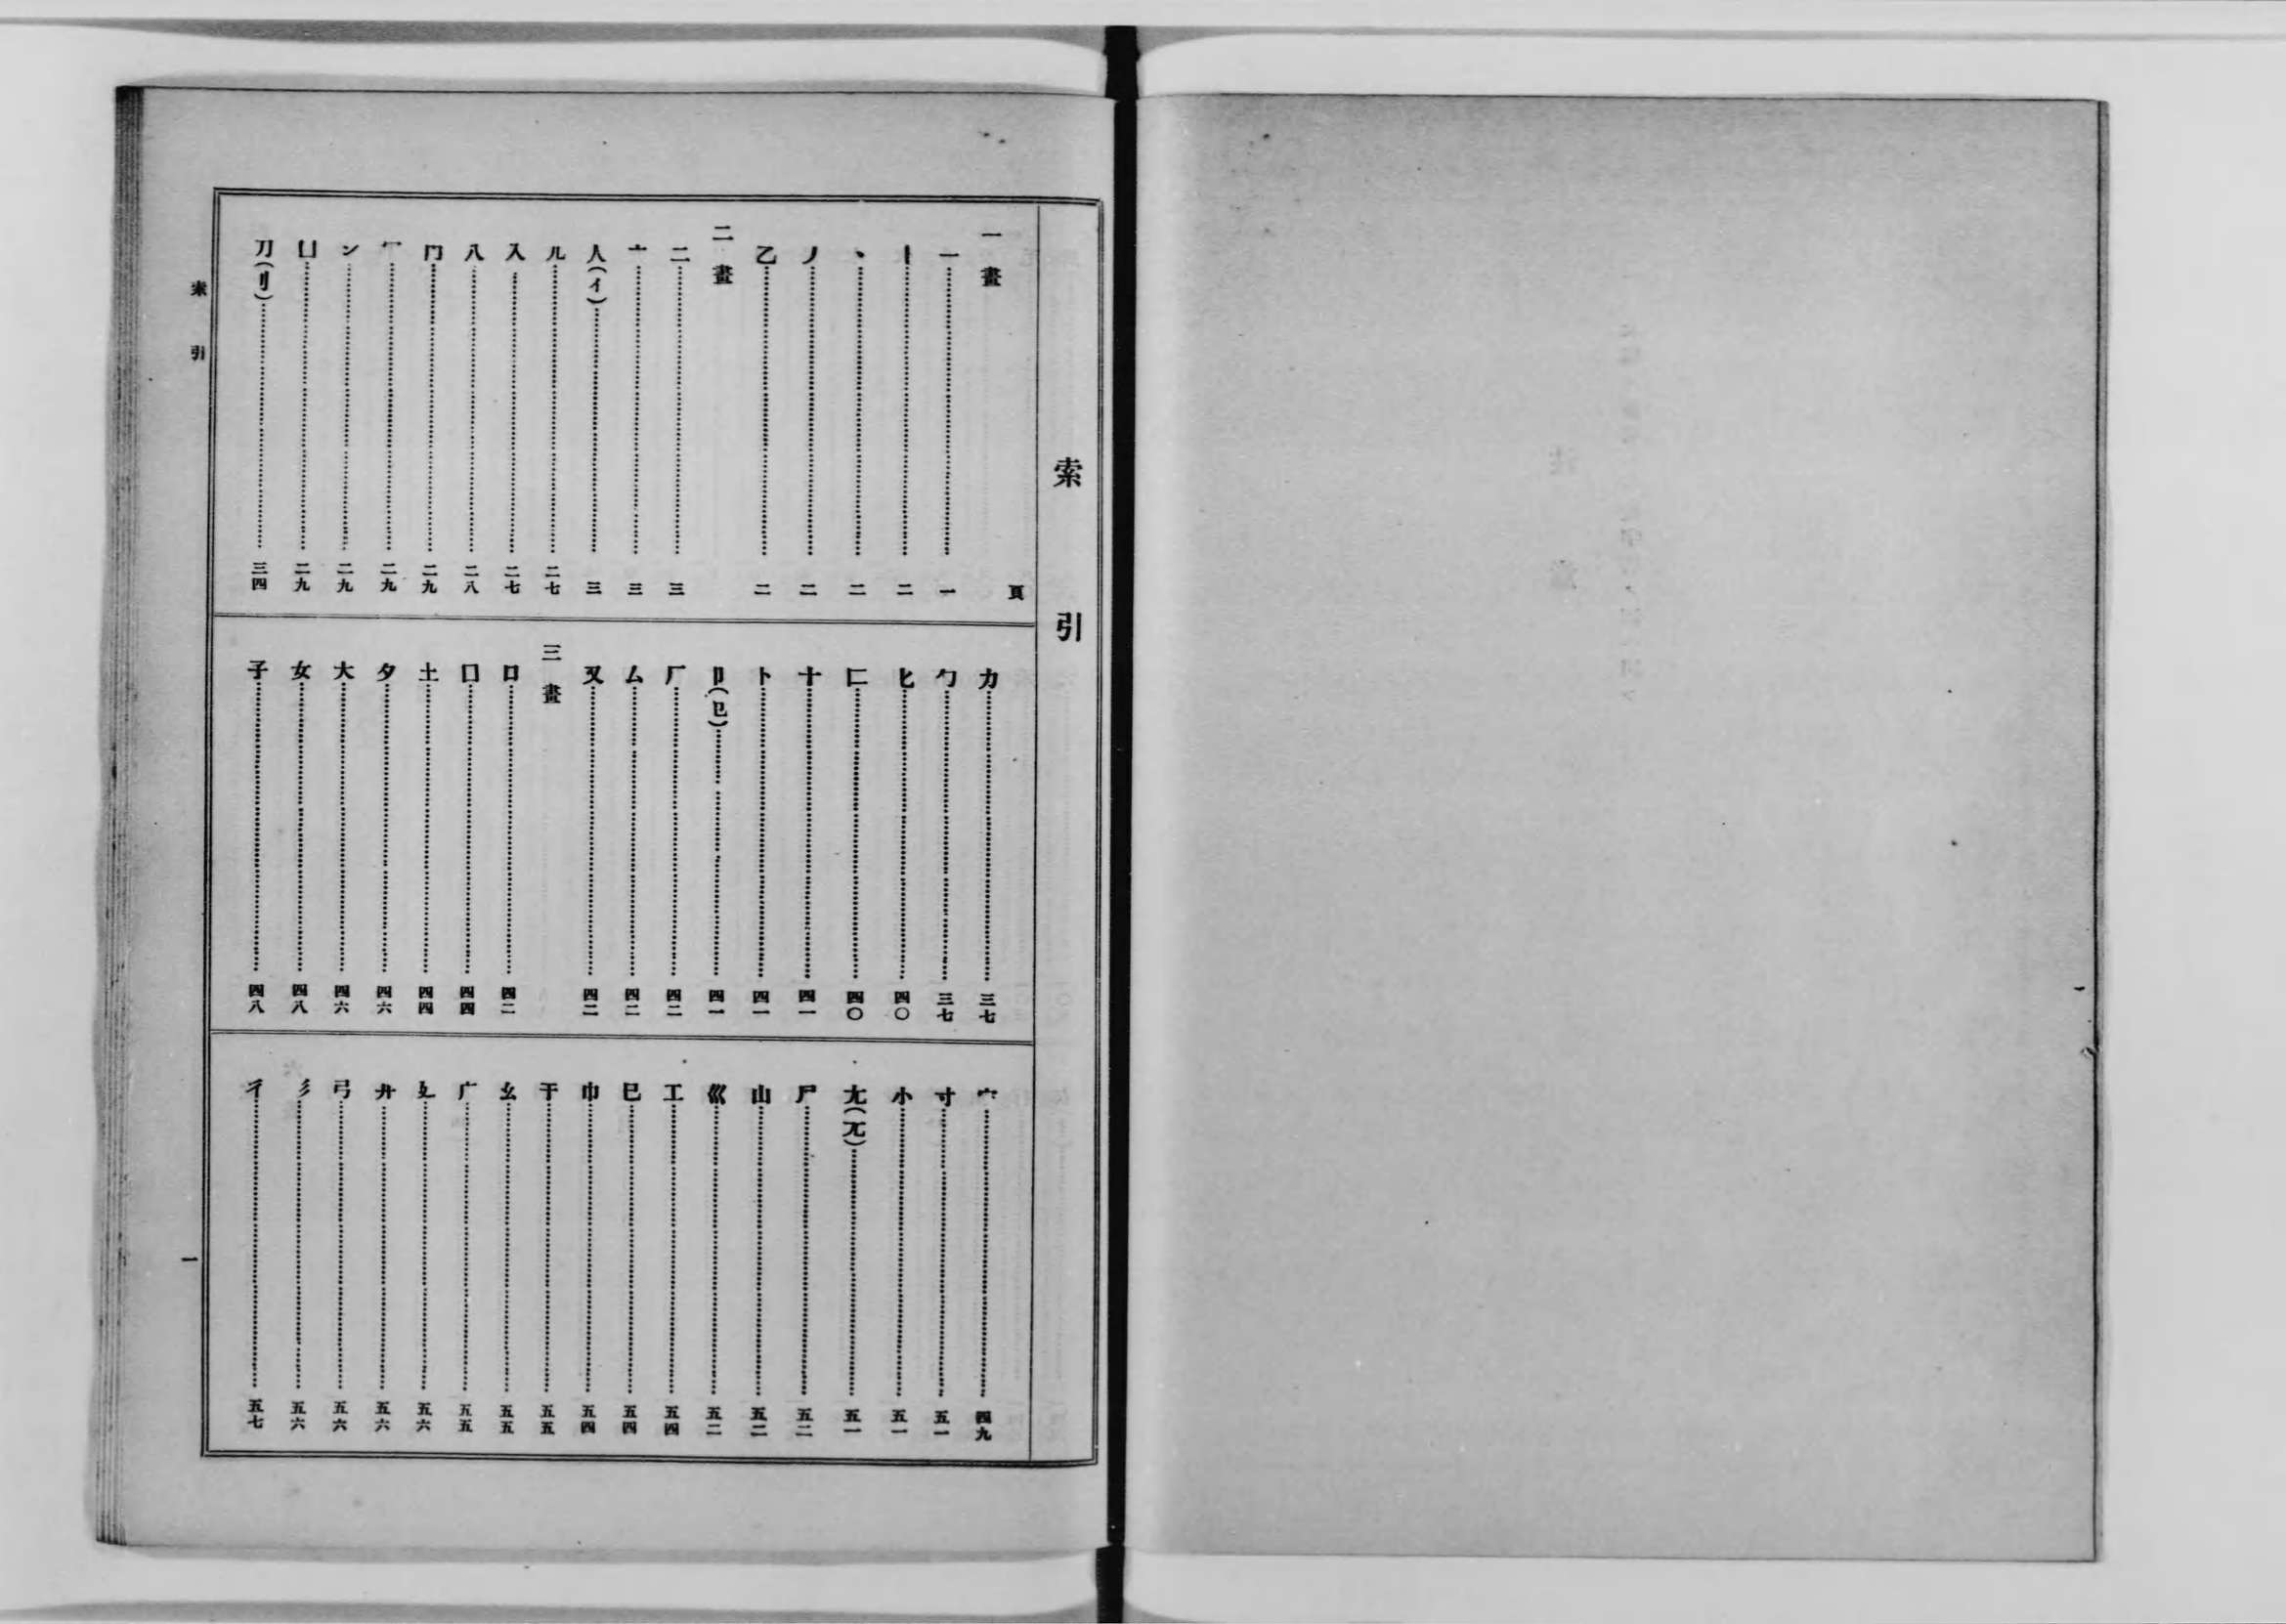 索引
頁
一畫
一……一
丨……二
丶……二
丿……二
乙……二
二畫
二……三
亠……三
人(亻)……三
儿……二七
入……二七
八……二八
冂……二九
冖……二九
冫……二九
凵……二九
刀(刂)……三四
力……三七
勹……三七
匕……四〇
匚……四〇
十……四一
卜……四一
卩(㔾)……四一
厂……四二
厶……四二
又……四二
三畫
口……四二
囗……四四
土……四四
夕……四六
大……四六
女……四八
子……四八
宀……四九
寸……五一
小……五一
尢(兀)……五一
尸……五二
山……五二
巛……五二
工……五四
巳……五四
巾……五四
干……五五
幺……五五
广……五五
廴……五六
廾……五六
弓……五六
彡……五六
彳……五七
索引
一